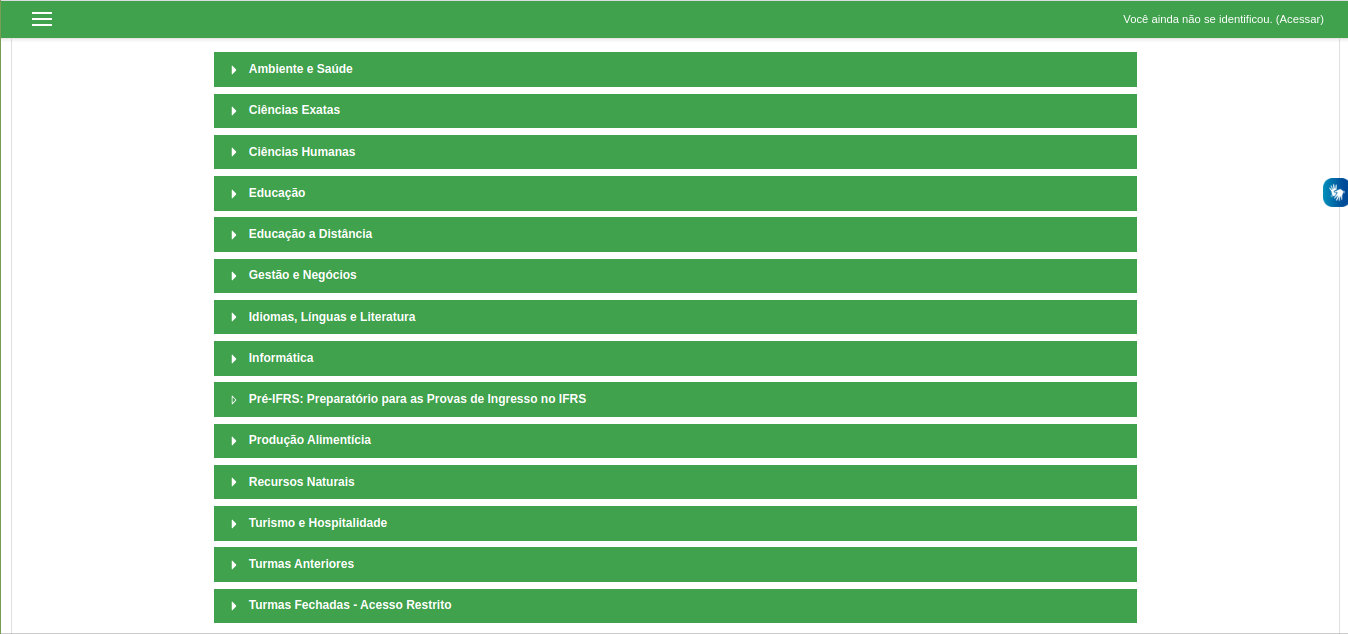 Você ainda não se identificou. (Acessar)
Ambiente e Saúde
Ciências Exatas
Ciências Humanas
Educação
Educação a Distância
Gestão e Negócios
Idiomas, Línguas e Literatura
Informática
Pré-IFRS: Preparatório para as Provas de Ingresso no IFRS
Produção Alimentícia
Recursos Naturais
Turismo e Hospitalidade
Turmas Anteriores
Turmas Fechadas - Acesso Restrito